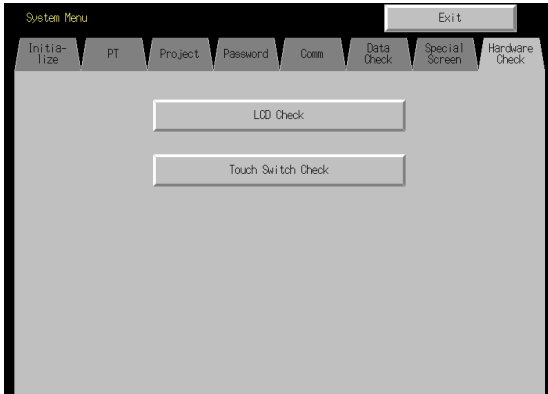 System Menu
Exit
Initia-
lize
PT
Project
Password
Comm
Data
Check
Special
Screen
Hardware
Check
LCD Check
Touch Switch Check